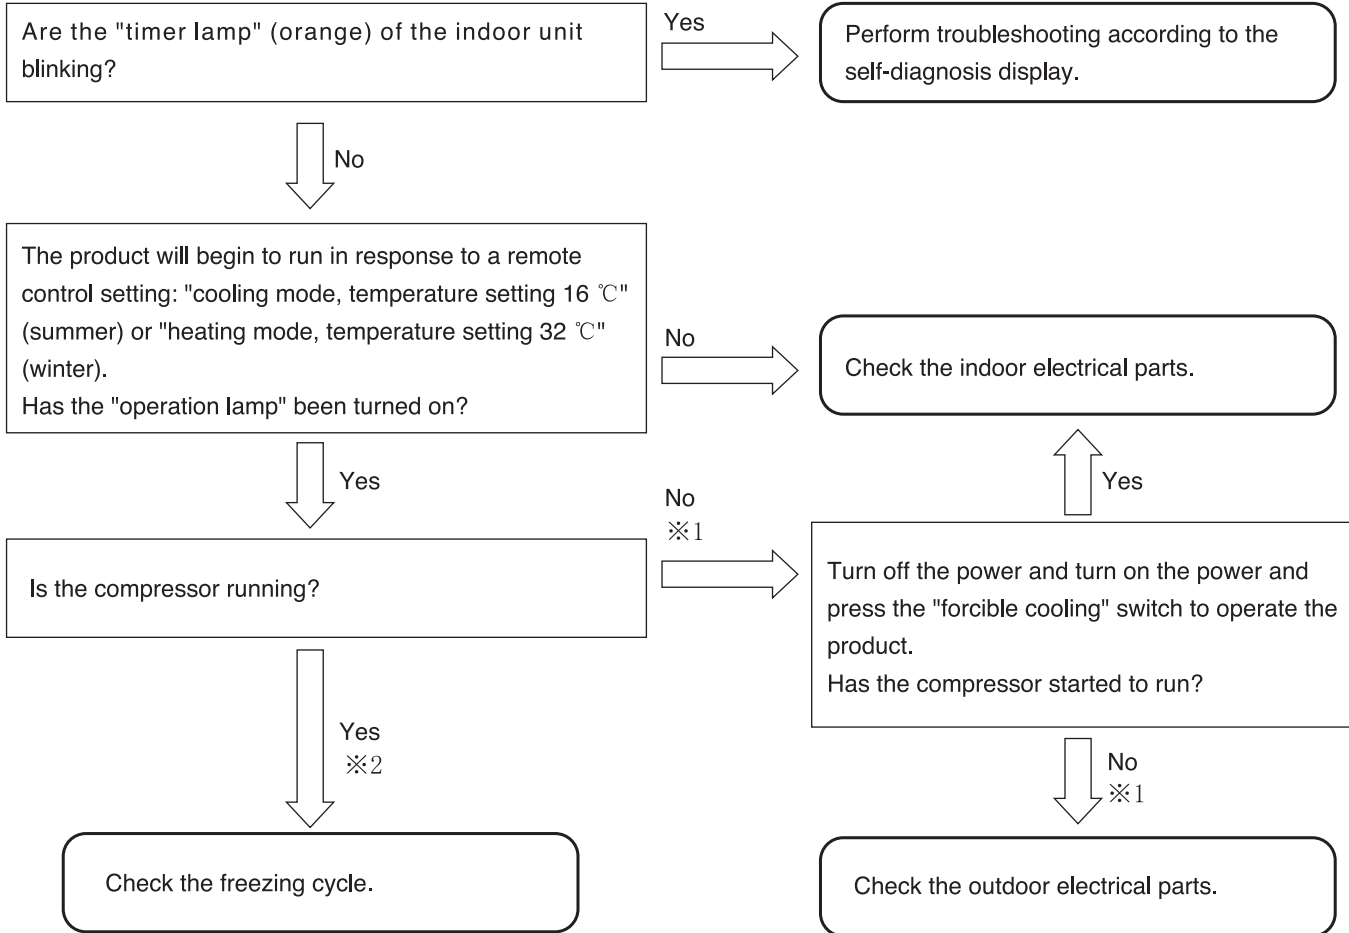 Are the "timer lamp" (orange) of the indoor unit
blinking?
Yes
Perform troubleshooting according to the
self-diagnosis display.
No
The product will begin to run in response to a remote
control setting: "cooling mode, temperature setting 16 ℃"
(summer) or "heating mode, temperature setting 32 ℃"
(winter).
Has the "operation lamp" been turned on?
No
Check the indoor electrical parts.
Yes
Yes
No
※1
Is the compressor running?
Turn off the power and turn on the power and
press the "forcible cooling" switch to operate the
product.
Has the compressor started to run?
Yes
※2
No
※1
Check the freezing cycle.
Check the outdoor electrical parts.